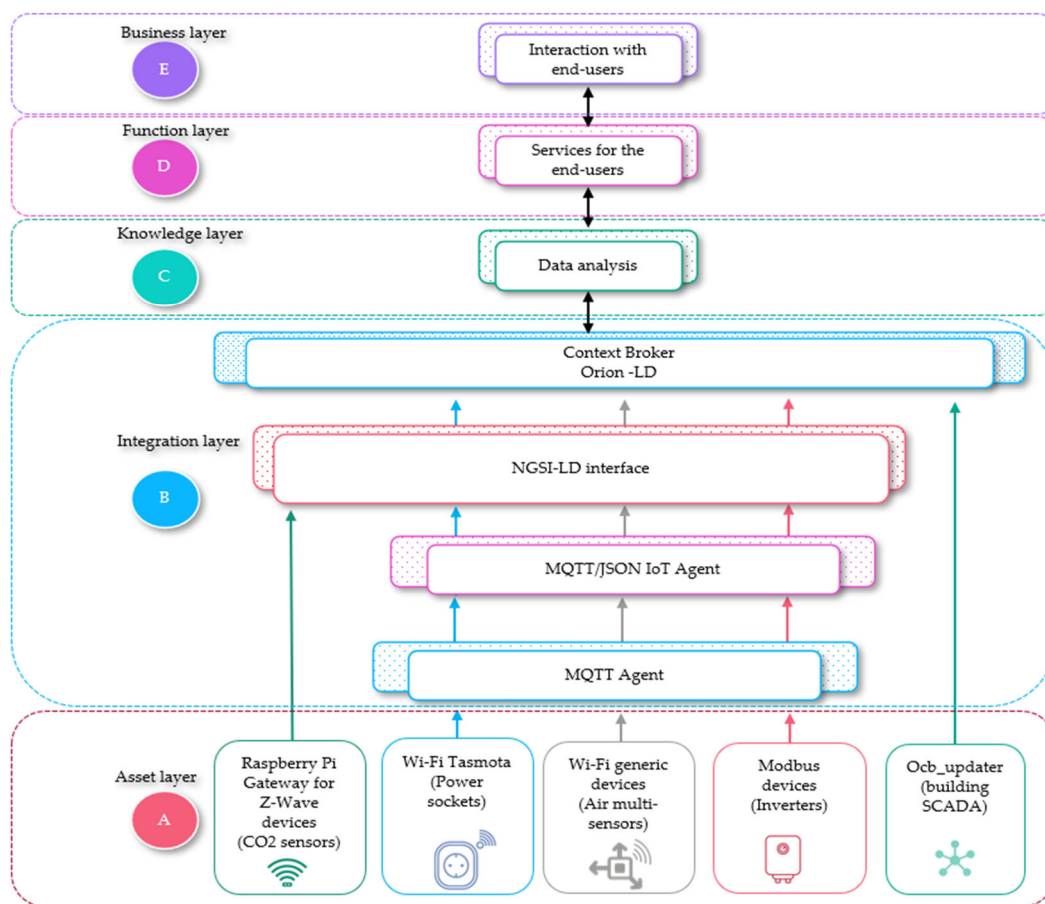 Business layer
E
Interaction with
end-users
Function layer
D
Services for the
end-users
Knowledge layer
C
Data analysis
Context Broker
Orion -LD
Integration layer
B
NGSI-LD interface
MQTT/JSON IoT Agent
MQTT Agent
Asset layer
A
Raspberry Pi
Gateway for
Z-Wave
devices
(CO2 sensors)
Wi-Fi Tasmota
(Power
sockets)
Wi-Fi generic
devices
(Air multi-
sensors)
Modbus
devices
(Inverters)
Ocb_updater
(building
SCADA)